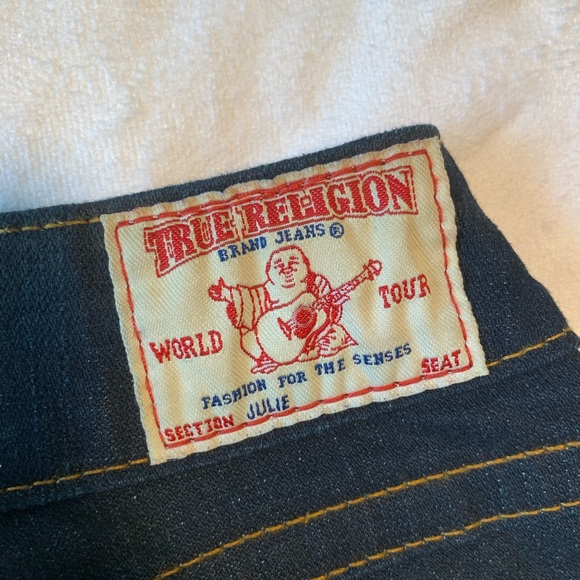 TRUE RELIGION
BRAND JEANS®
WORLD TOUR
FASHION FOR THE SENSES
SECTION JULIE SEAT